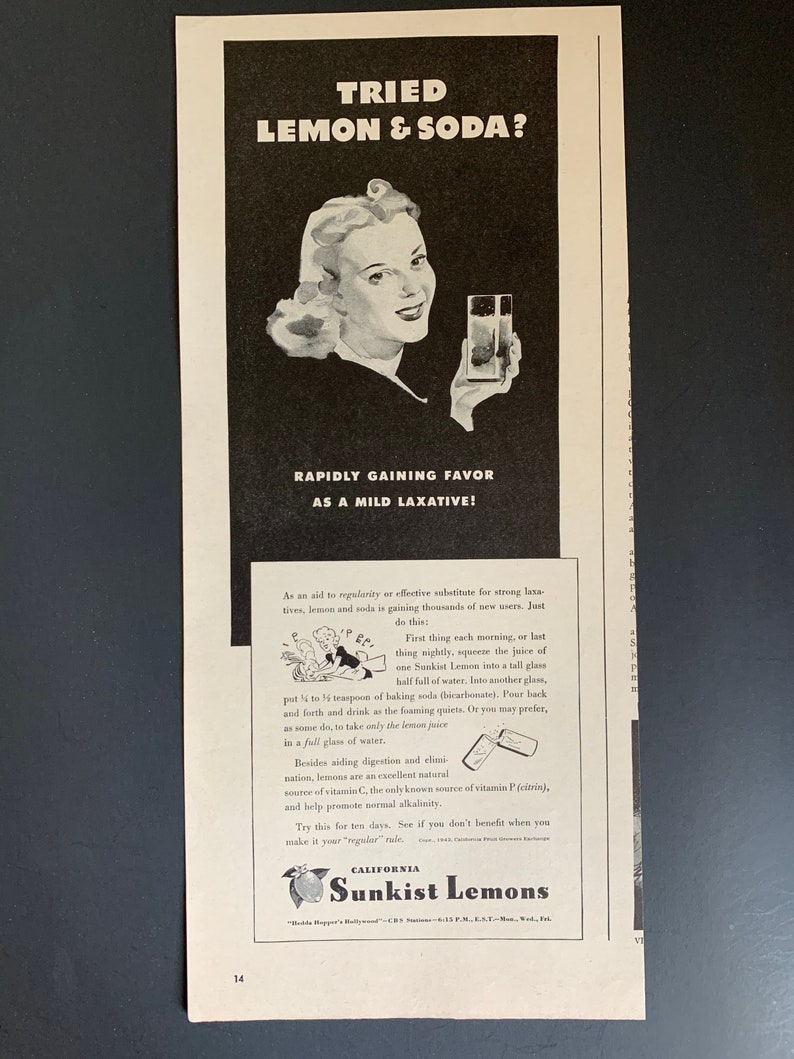 TRIED
LEMON & SODA?
RAPIDLY GAINING FAVOR
AS A MILD LAXATIVE!
As an aid to regularity or effective substitute for strong laxa-
tives, lemon and soda is gaining thousands of new users. Just
do this:
First thing each morning, or last
thing nightly, squeeze the juice of
one Sunkist Lemon into a tall glass
half full of water. Into another glass,
put ¼ to ½ teaspoon of baking soda (bicarbonate). Pour back
and forth and drink as the foaming quiets. Or you may prefer,
as some do, to take only the lemon juice
in a full glass of water.
Besides aiding digestion and elimi-
nation, lemons are an excellent natural
source of vitamin C, the only known source of vitamin P (citrin),
and help promote normal alkalinity.
Try this for ten days. See if you don't benefit when you
make it your "regular" rule. Copr., 1942, California Fruit Growers Exchange
CALIFORNIA
Sunkist Lemons
"Hedda Hopper's Hollywood"—CBS Stations—6:15 P.M., E.S.T.—Mon., Wed., Fri.
14